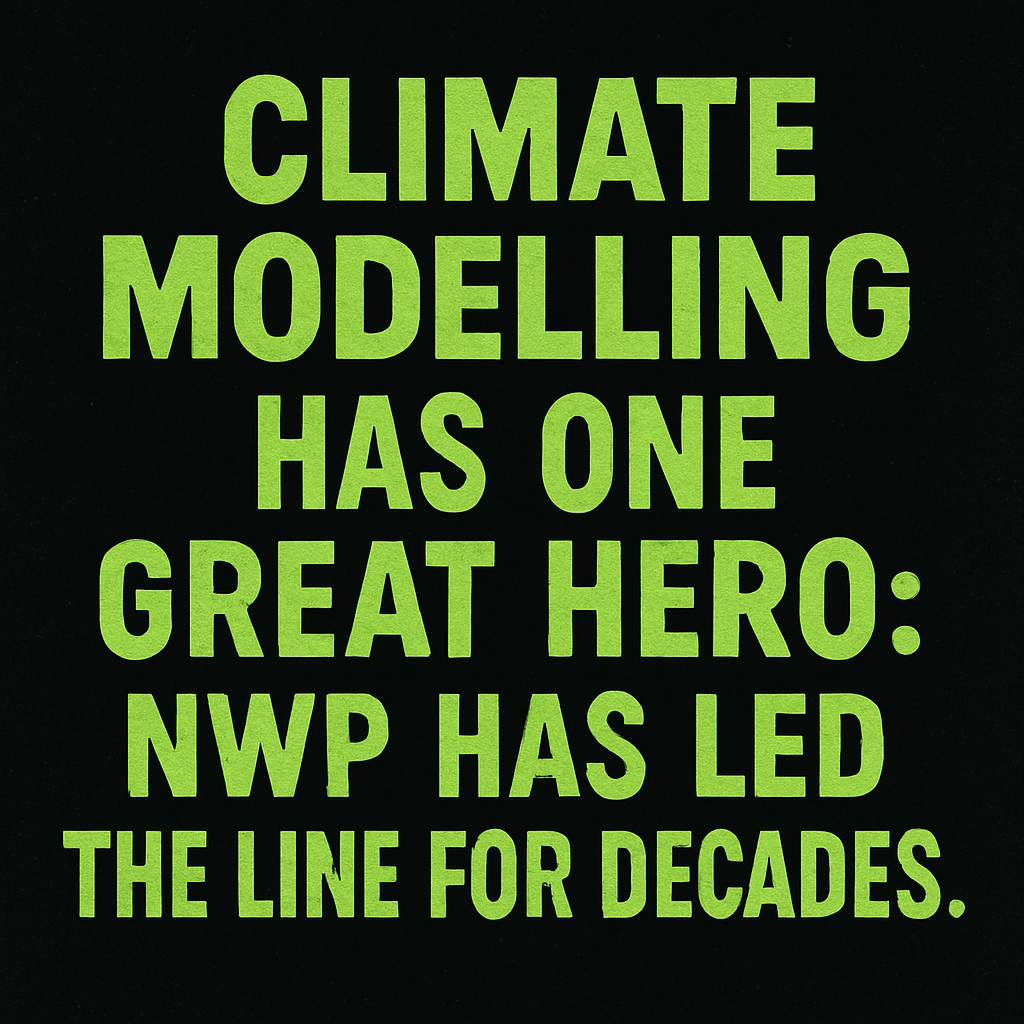 CLIMATE
MODELLING
HAS ONE
GREAT HERO:
NWP HAS LED
THE LINE FOR DECADES.